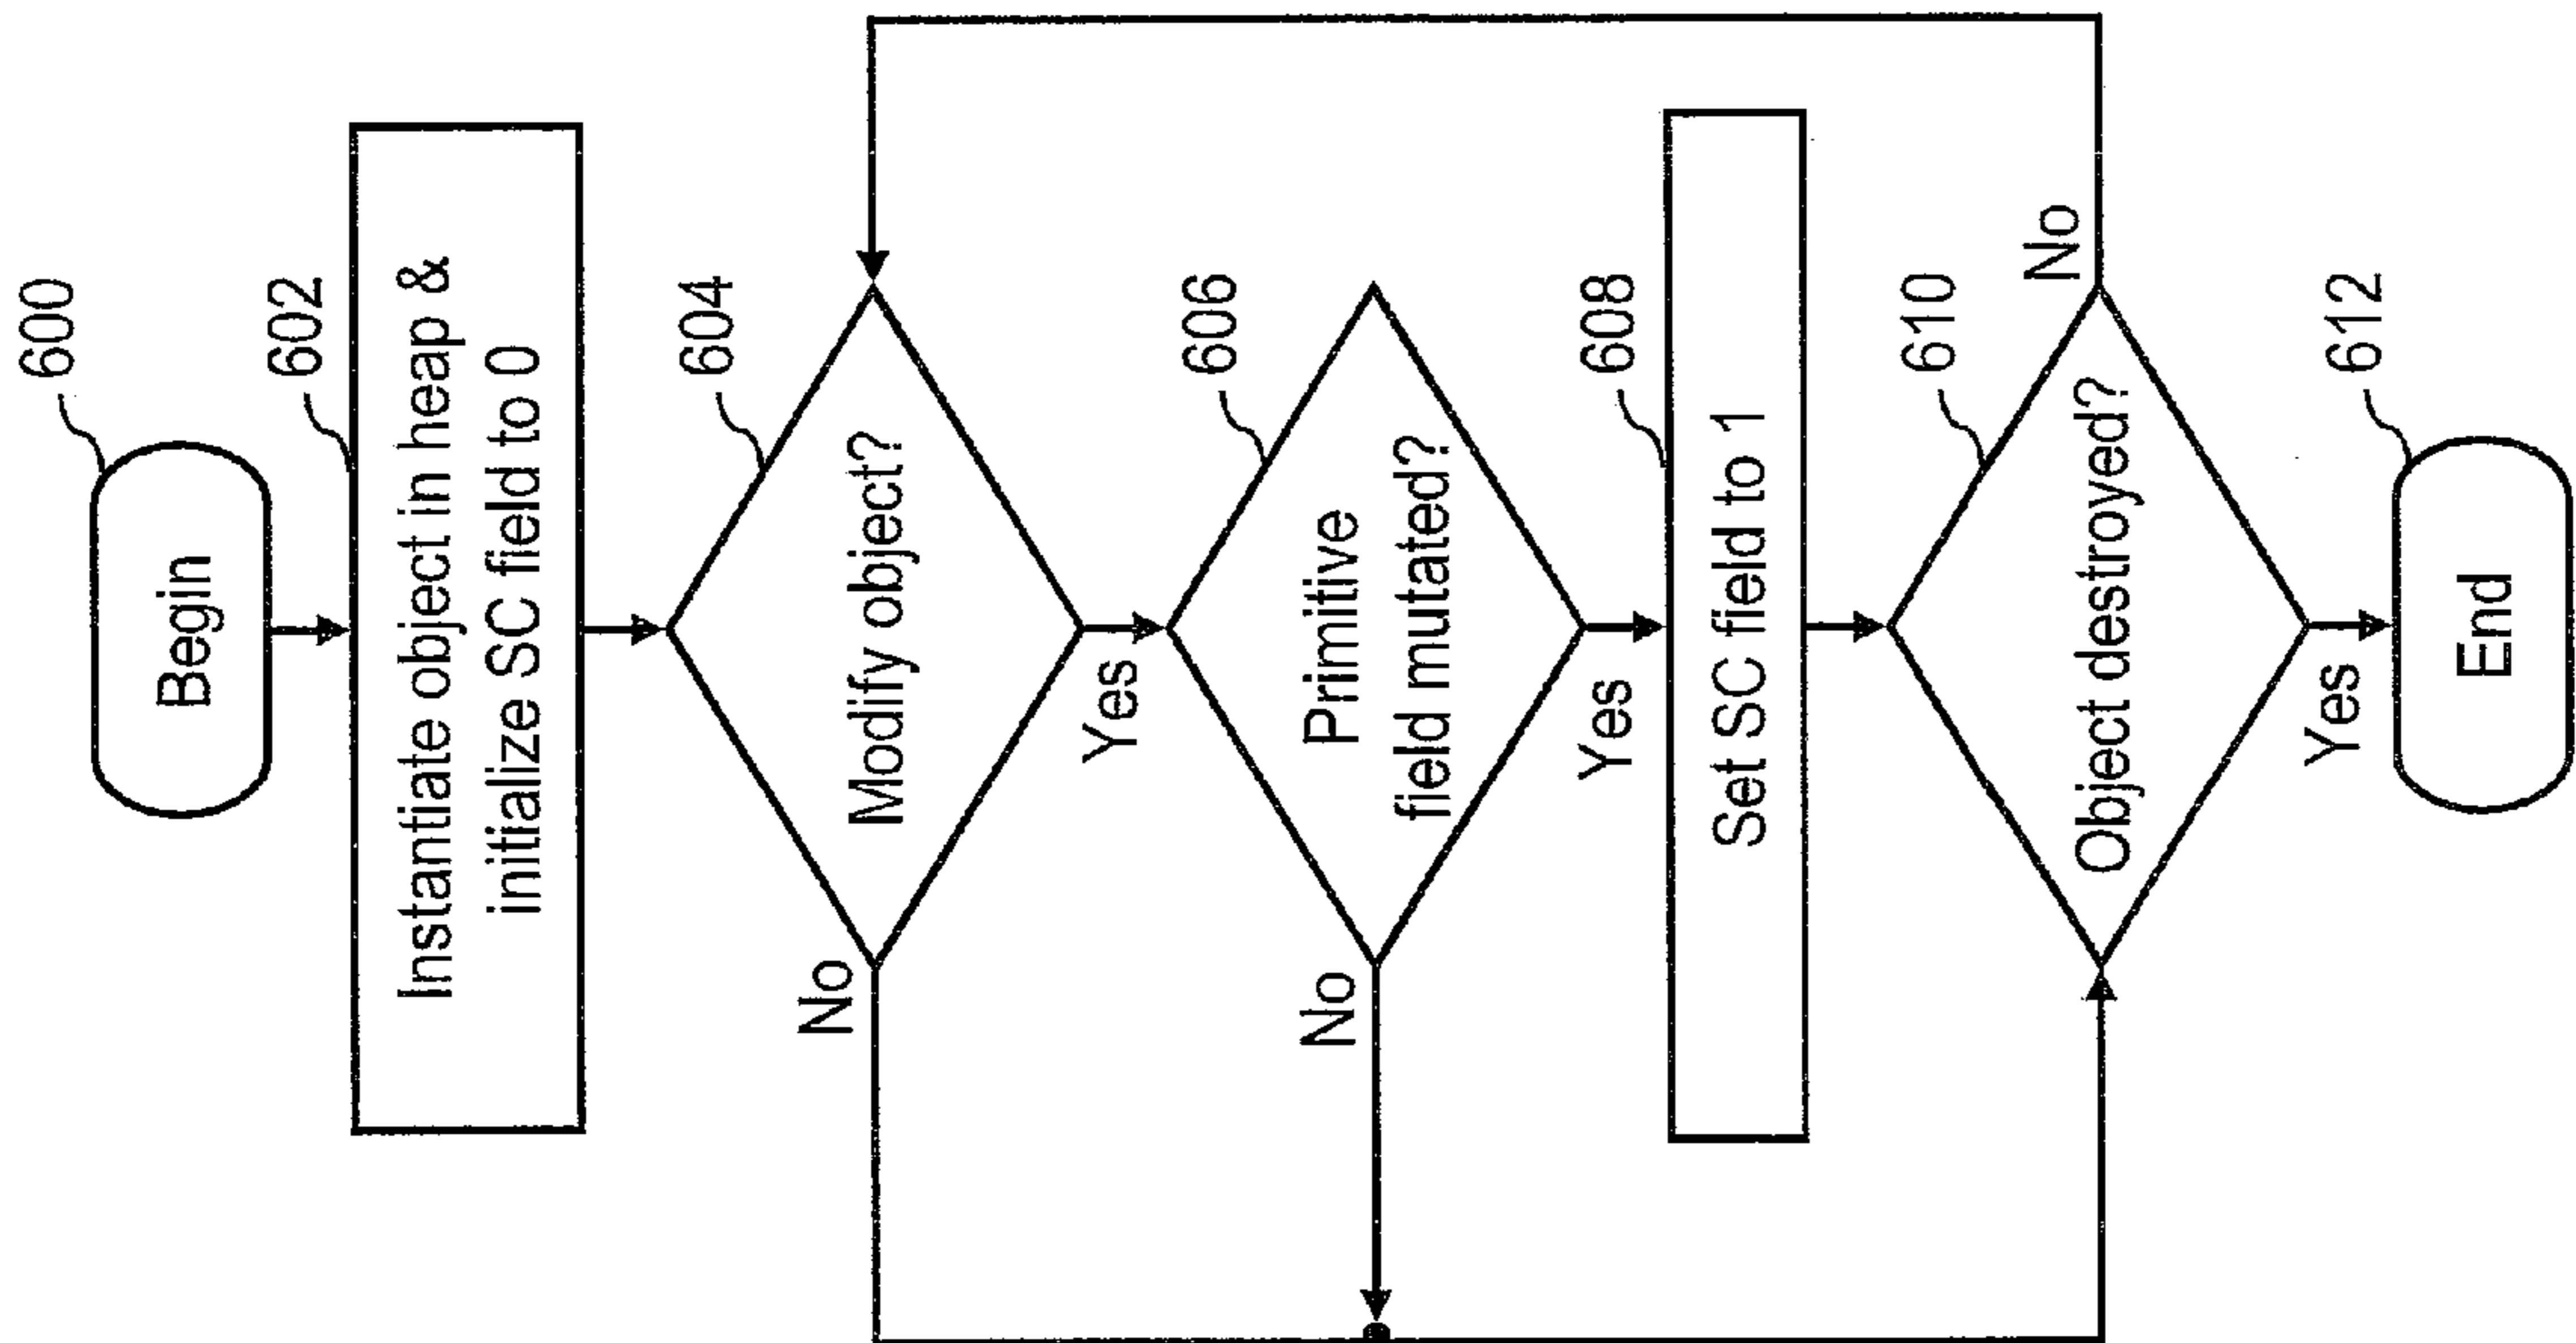 600
Begin
602
Instantiate object in heap &
initialize SC field to 0
604
Modify object?
No
Yes
606
Primitive
field mutated?
No
Yes
608
Set SC field to 1
610
Object destroyed?
No
Yes
612
End